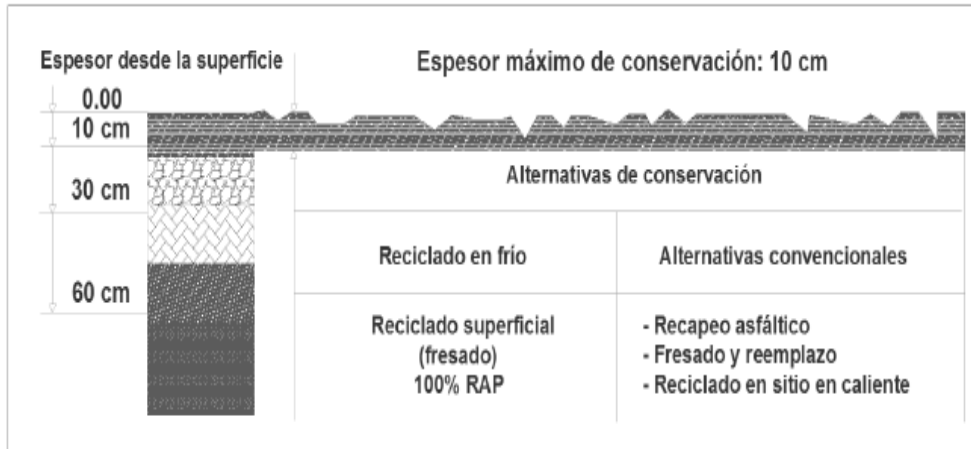 Espesor desde la superficie
Espesor máximo de conservación: 10 cm
0.00
10 cm
30 cm
60 cm
Alternativas de conservación
Reciclado en frío
Alternativas convencionales
Reciclado superficial
(fresado)
100% RAP
- Recapeo asfáltico
- Fresado y reemplazo
- Reciclado en sitio en caliente